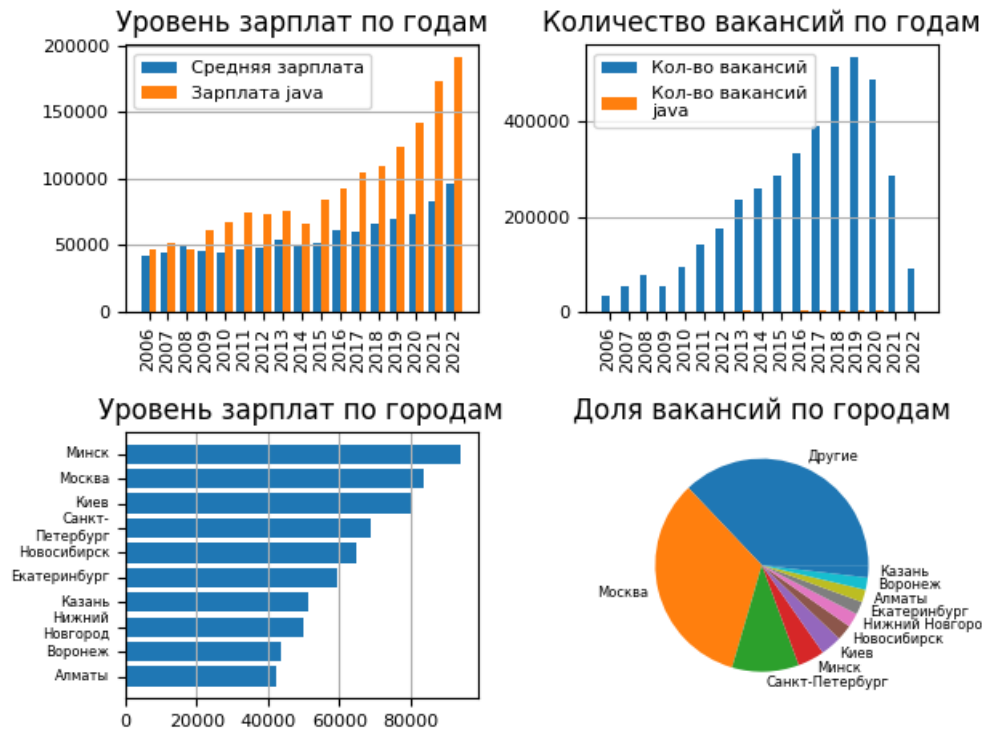 Уровень зарплат по годам
200000
150000
100000
50000
0
Средняя зарплата
Зарплата java
2006 2007 2008 2009 2010 2011 2012 2013 2014 2015 2016 2017 2018 2019 2020 2021 2022
Количество вакансий по годам
400000
200000
0
Кол-во вакансий
Кол-во вакансий
java
2006 2007 2008 2009 2010 2011 2012 2013 2014 2015 2016 2017 2018 2019 2020 2021 2022
Уровень зарплат по городам
Минск
Москва
Киев
Санкт-
Петербург
Новосибирск
Екатеринбург
Казань
Нижний
Новгород
Воронеж
Алматы
0 20000 40000 60000 80000
Доля вакансий по городам
Другие
Москва
Санкт-Петербург
Минск
Киев
Новосибирск
Нижний Новгоро
Екатеринбург
Алматы
Воронеж
Казань